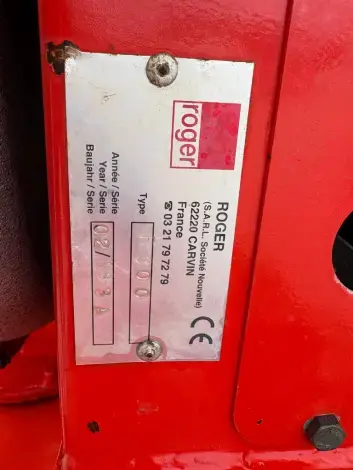 roger
ROGER
(S.A.R.L. Société Nouvelle)
62220 CARVIN
France
☎ 03 21 79 72 79
CE
Type
Année / Série
Year / Serie
Baujahr / Serie
02/